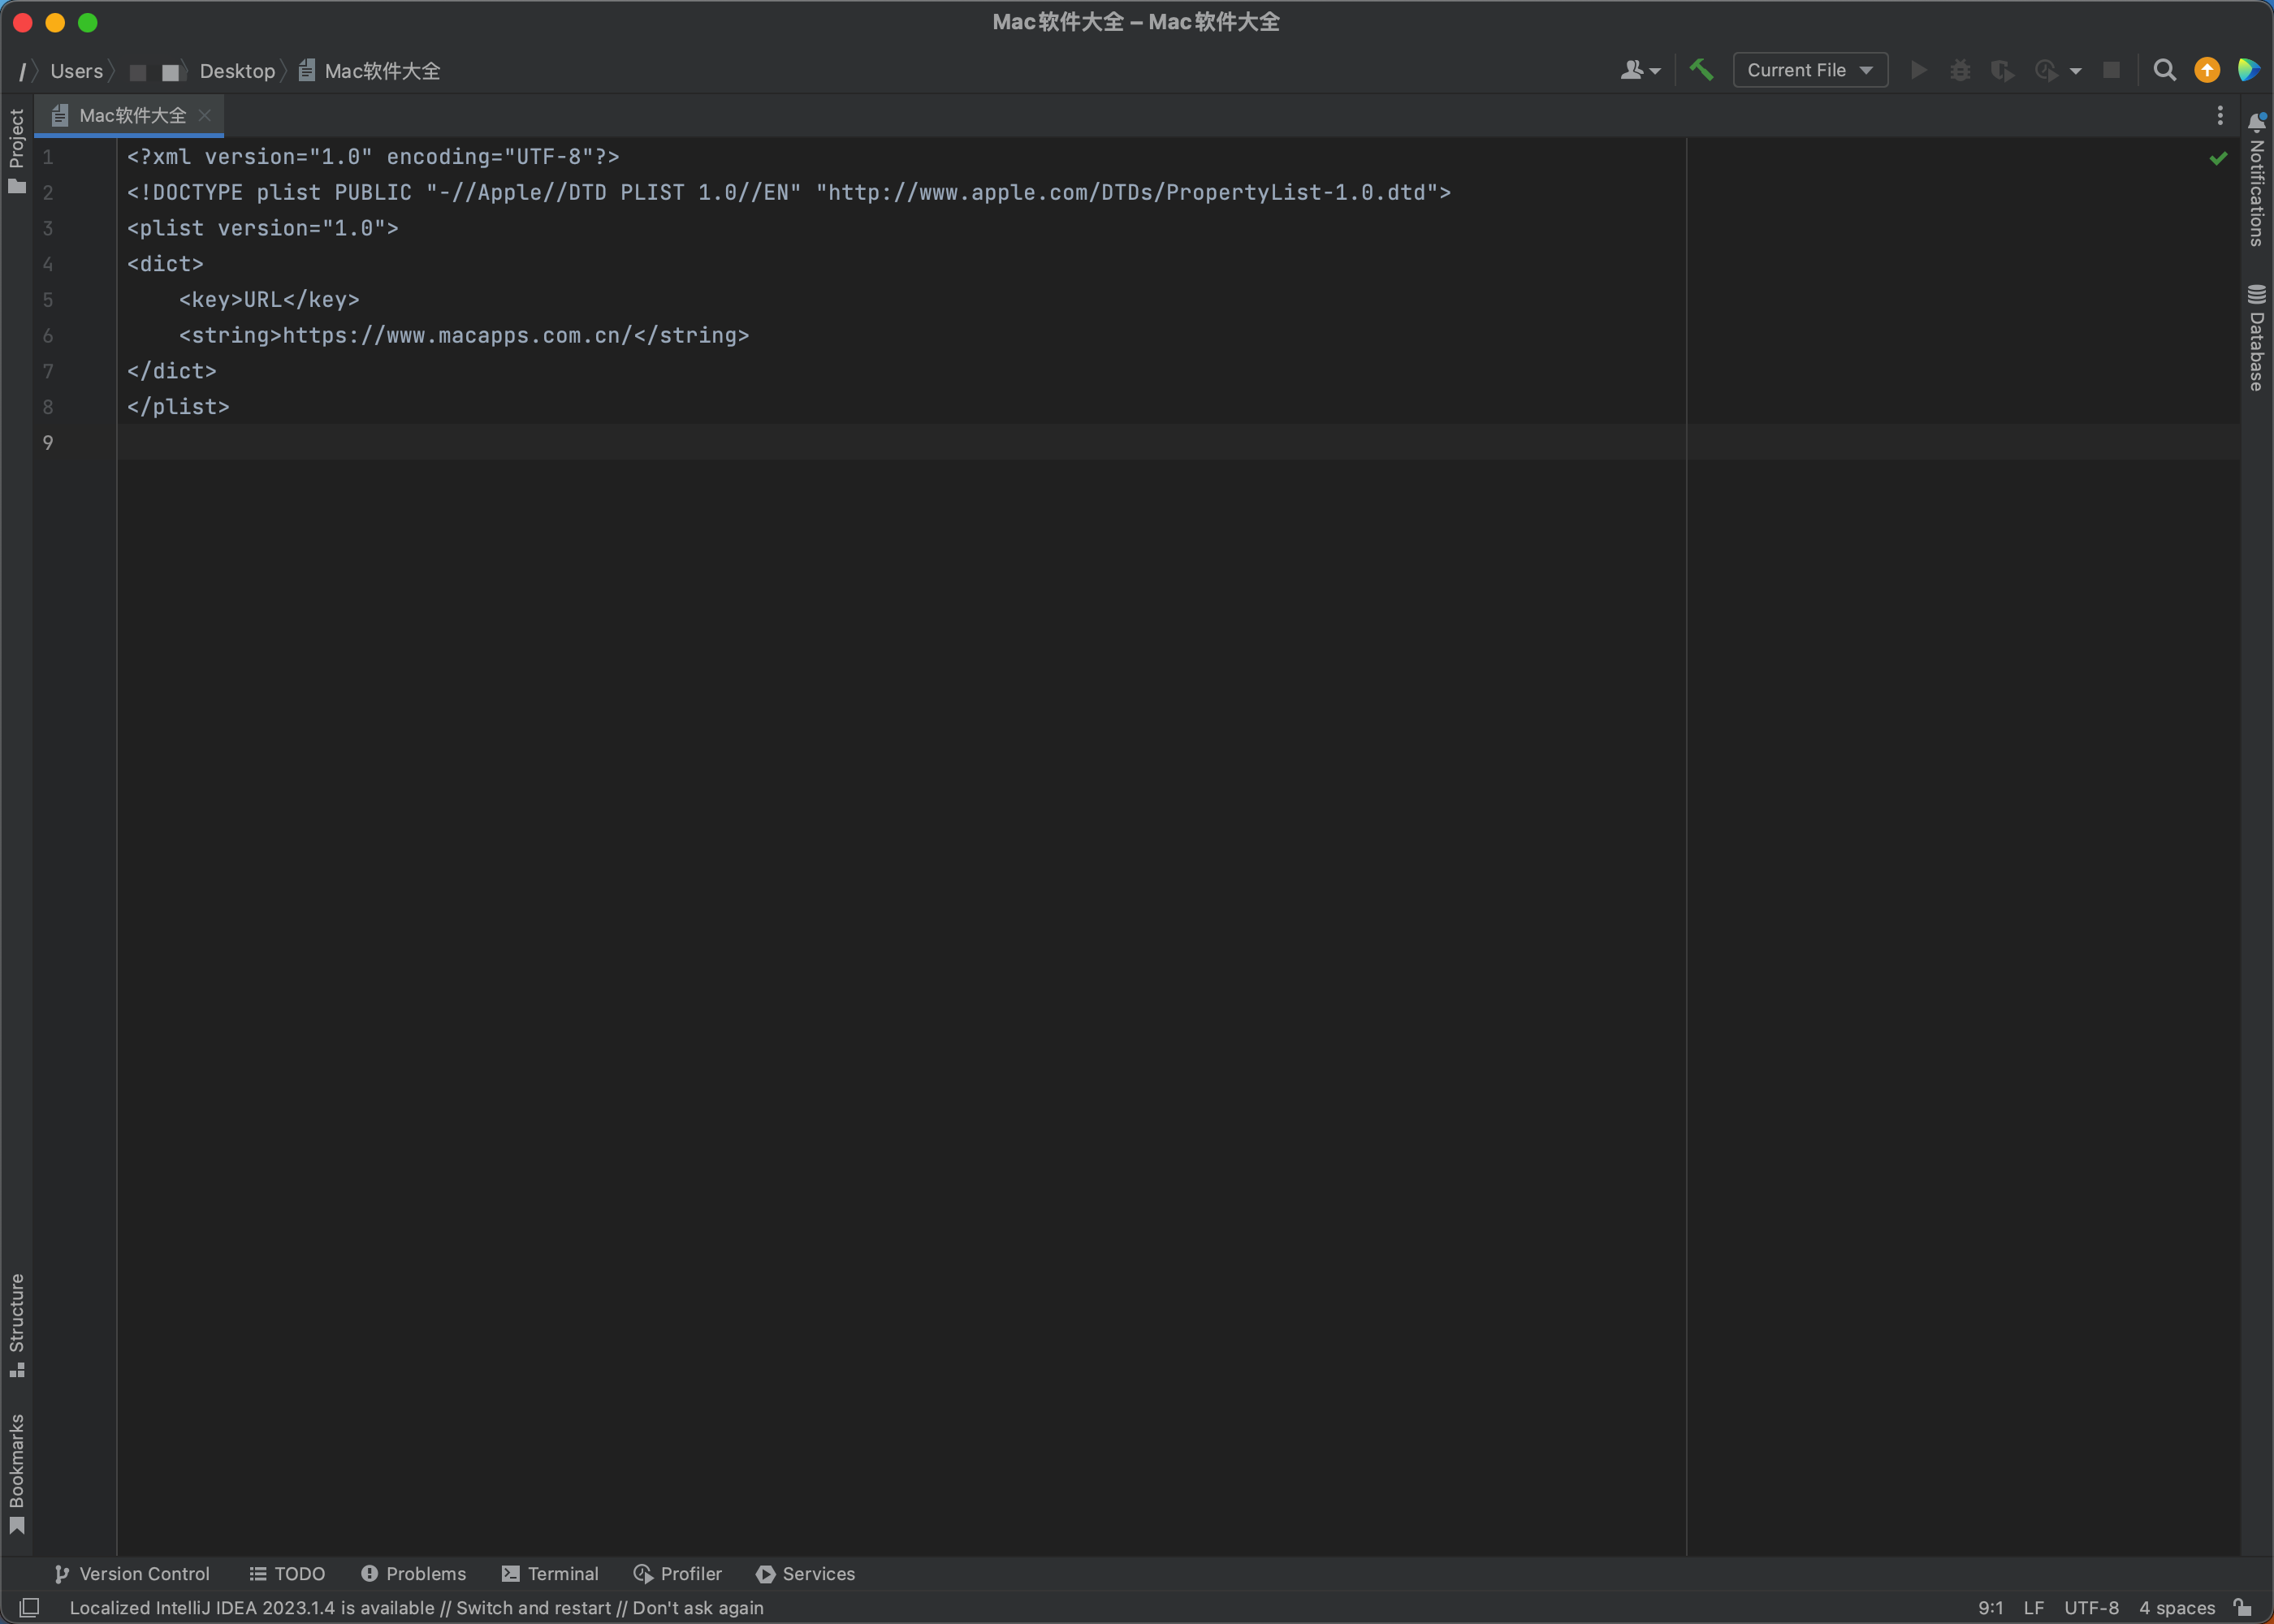 Mac软件大全 – Mac软件大全
/ Users Desktop Mac软件大全
Current File
Mac软件大全
Project
Notifications
Database
1 <?xml version="1.0" encoding="UTF-8"?>
2 <!DOCTYPE plist PUBLIC "-//Apple//DTD PLIST 1.0//EN" "http://www.apple.com/DTDs/PropertyList-1.0.dtd">
3 <plist version="1.0">
4 <dict>
5     <key>URL</key>
6     <string>https://www.macapps.com.cn/</string>
7 </dict>
8 </plist>
9
Structure
Bookmarks
Version Control TODO Problems Terminal Profiler Services
Localized IntelliJ IDEA 2023.1.4 is available // Switch and restart // Don't ask again
9:1 LF UTF-8 4 spaces